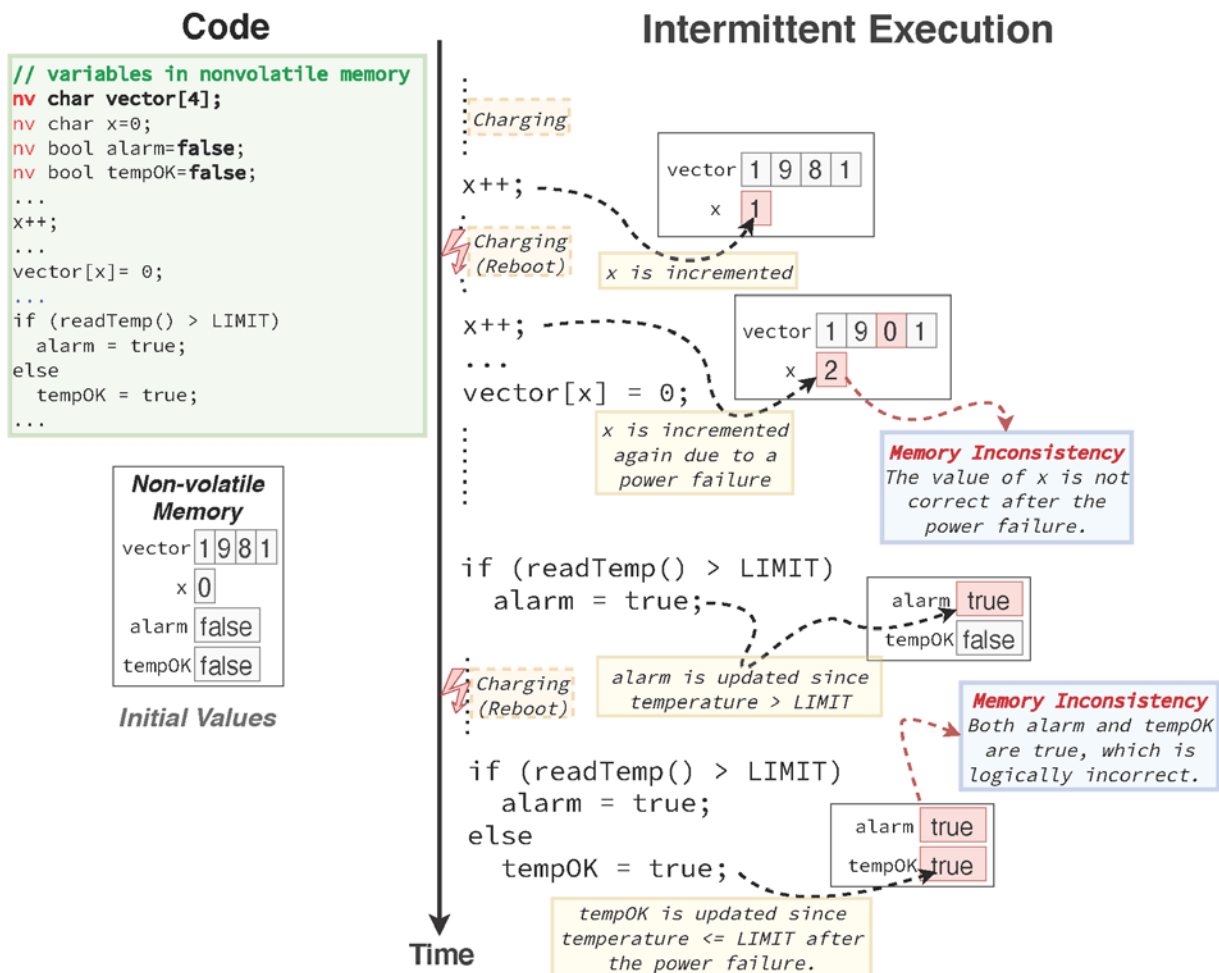 Code
// variables in nonvolatile memory
nv char vector[4];
nv char x=0;
nv bool alarm=false;
nv bool tempOK=false;
...
x++;
...
vector[x]= 0;
...
if (readTemp() > LIMIT)
  alarm = true;
else
  tempOK = true;
...
Non-volatile
Memory
vector 1 9 8 1
x 0
alarm false
tempOK false
Initial Values
Time
Intermittent Execution
Charging
x++;
vector 1 9 8 1
x 1
Charging
(Reboot)
x is incremented
x++;
...
vector[x] = 0;
vector 1 9 0 1
x 2
x is incremented
again due to a
power failure
Memory Inconsistency
The value of x is not
correct after the
power failure.
if (readTemp() > LIMIT)
  alarm = true;
alarm true
tempOK false
Charging
(Reboot)
alarm is updated since
temperature > LIMIT
Memory Inconsistency
Both alarm and tempOK
are true, which is
logically incorrect.
if (readTemp() > LIMIT)
  alarm = true;
else
  tempOK = true;
alarm true
tempOK true
tempOK is updated since
temperature <= LIMIT after
the power failure.